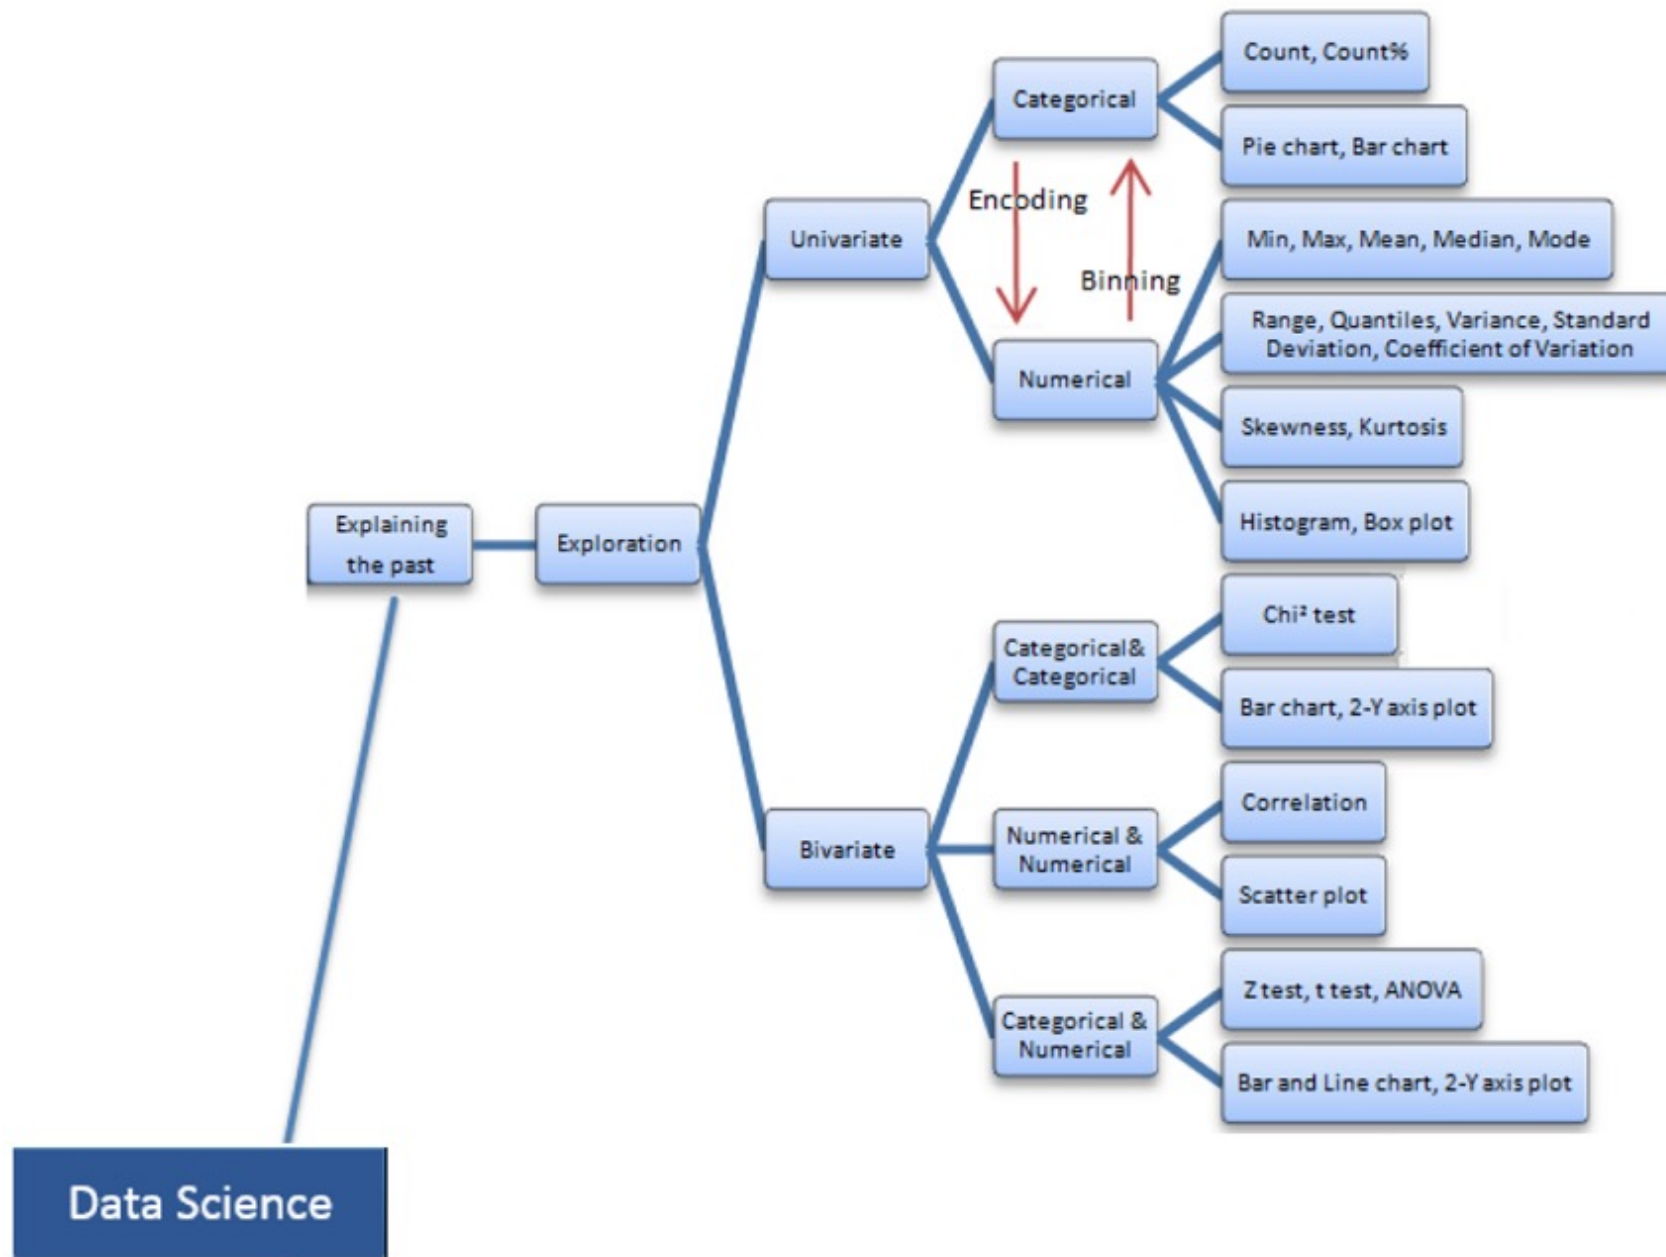 Count, Count%
Categorical
Pie chart, Bar chart
Encoding
Univariate
Min, Max, Mean, Median, Mode
Binning
Range, Quantiles, Variance, Standard
Deviation, Coefficient of Variation
Numerical
Skewness, Kurtosis
Histogram, Box plot
Explaining
the past
Exploration
Chi² test
Categorical&
Categorical
Bar chart, 2-Y axis plot
Correlation
Bivariate
Numerical &
Numerical
Scatter plot
Z test, t test, ANOVA
Categorical &
Numerical
Bar and Line chart, 2-Y axis plot
Data Science